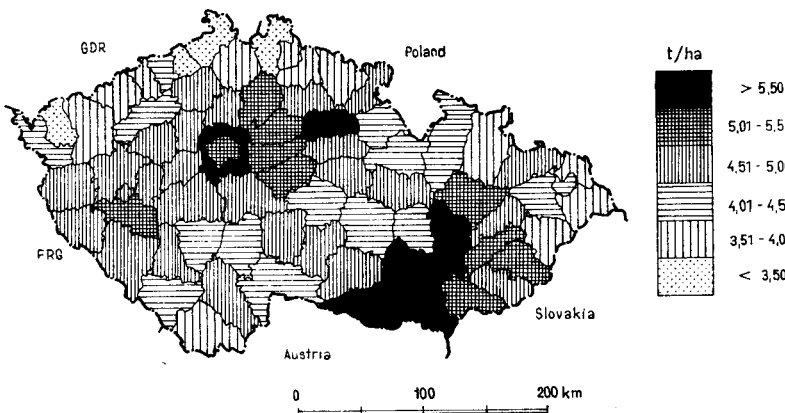 GDR
Poland
FRG
Austria
Slovakia
t/ha
> 5,50
5,01 - 5,5
4,51 - 5,0
4,01 - 4,5
3,51 - 4,0
< 3,50
0 100 200 km